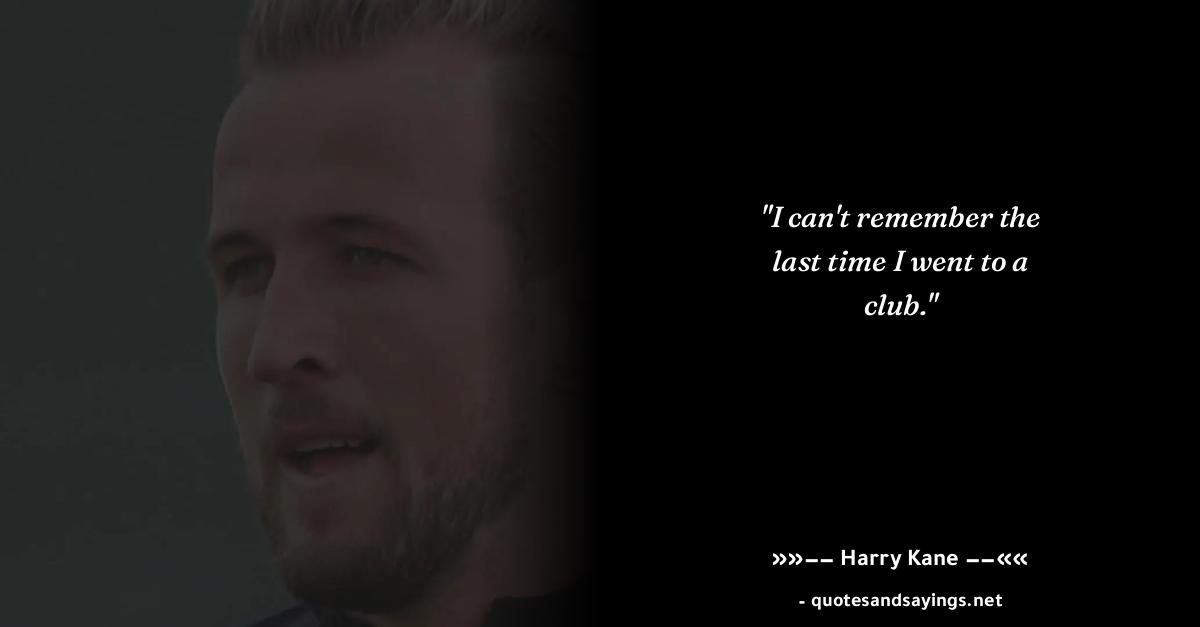 "I can't remember the
last time I went to a
club."
»»−− Harry Kane −−««
- quotesandsayings.net